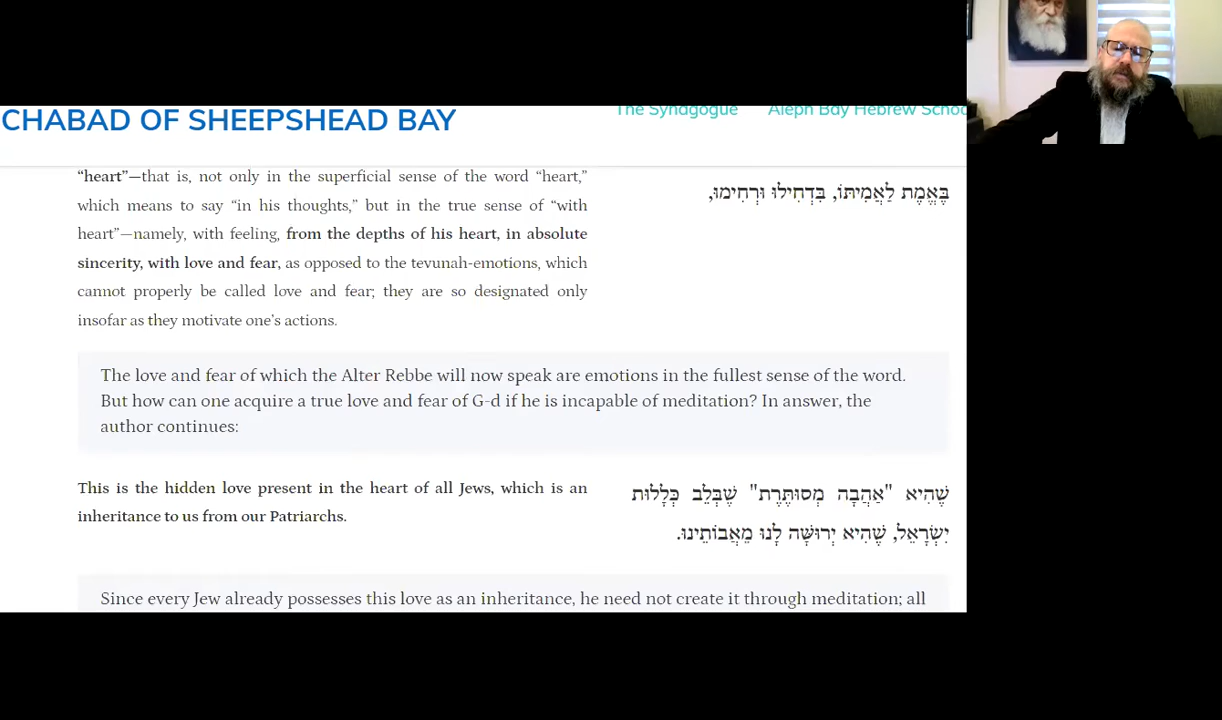 CHABAD OF SHEEPSHEAD BAY
The Synagogue
Aleph Bay Hebrew Schoo
“heart”—that is, not only in the superficial sense of the word “heart,”
which means to say “in his thoughts,” but in the true sense of “with
heart”—namely, with feeling, from the depths of his heart, in absolute
sincerity, with love and fear, as opposed to the tevunah-emotions, which
cannot properly be called love and fear; they are so designated only
insofar as they motivate one’s actions.
בֶּאֱמֶת לַאֲמִיתּוֹ, בִּדְחִילוּ וּרְחִימוּ,
The love and fear of which the Alter Rebbe will now speak are emotions in the fullest sense of the word.
But how can one acquire a true love and fear of G-d if he is incapable of meditation? In answer, the
author continues:
This is the hidden love present in the heart of all Jews, which is an
inheritance to us from our Patriarchs.
שֶׁהִיא "אַהֲבָה מְסוּתֶּרֶת" שֶׁבְּלֵב כְּלָלוּת
יִשְׂרָאֵל, שֶׁהִיא יְרוּשָּׁה לָנוּ מֵאֲבוֹתֵינוּ.
Since every Jew already possesses this love as an inheritance, he need not create it through meditation; all